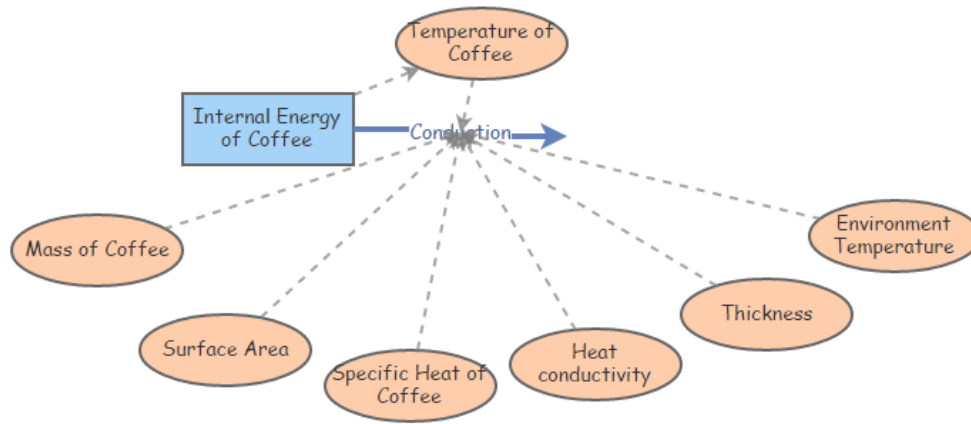 Temperature of
Coffee
Internal Energy
of Coffee
Conduction
Mass of Coffee
Environment
Temperature
Thickness
Surface Area
Specific Heat of
Coffee
Heat
conductivity